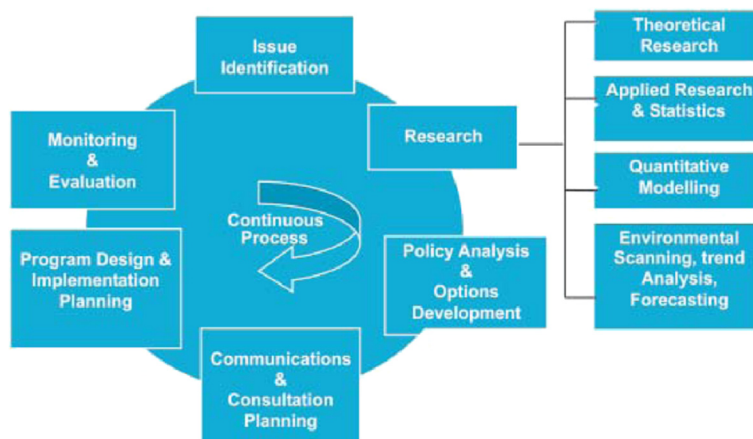 Issue
Identification
Research
Policy Analysis
&
Options
Development
Communications
&
Consultation
Planning
Program Design &
Implementation
Planning
Monitoring
&
Evaluation
Continuous
Process
Theoretical
Research
Applied Research
& Statistics
Quantitative
Modelling
Environmental
Scanning, trend
Analysis,
Forecasting